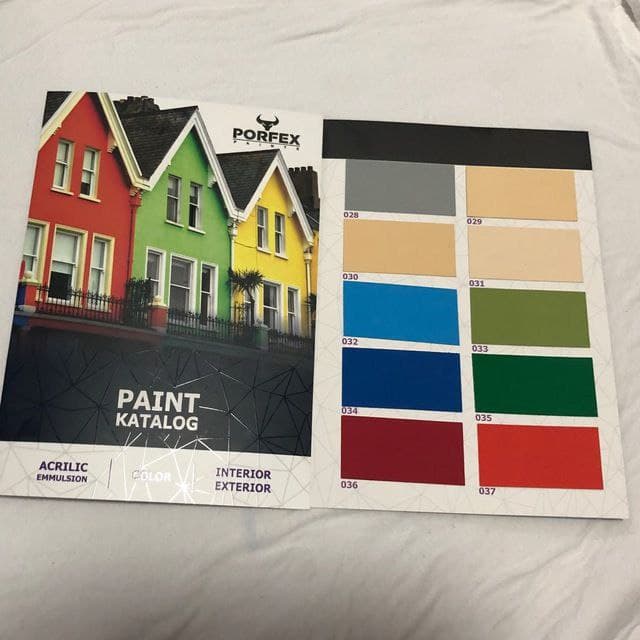 PORFEX
PAINTS
PAINT
KATALOG
ACRILIC
EMMULSION
COLOR
INTERIOR
EXTERIOR
028
029
030
031
032
033
034
035
036
037